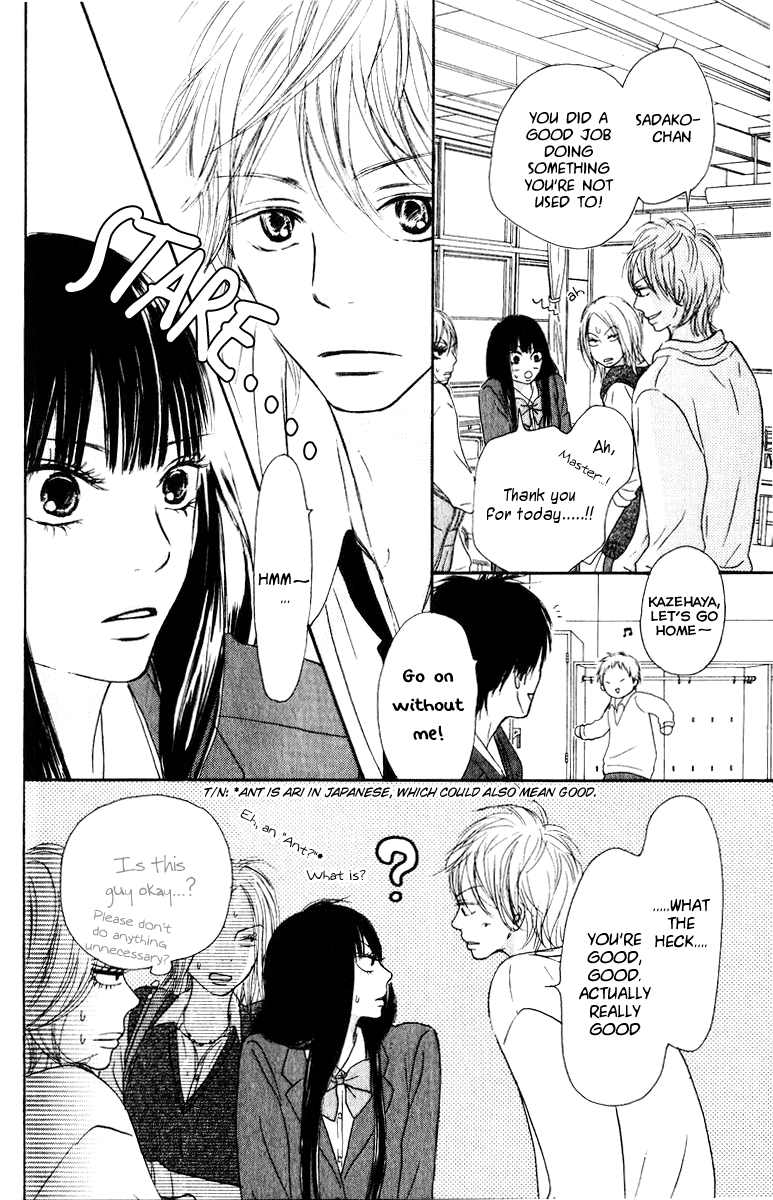 SADAKO-
CHAN
YOU DID A
GOOD JOB
DOING
SOMETHING
YOU'RE NOT
USED TO!
ah
Ah,
Master..!
Thank you
for today.....!!
STARE....
HMM~
...
KAZEHAYA,
LET'S GO
HOME~
Go on
without
me!
T/N: *ANT IS ARI IN JAPANESE, WHICH COULD ALSO MEAN GOOD.
.....WHAT
THE
HECK....
YOU'RE
GOOD,
GOOD.
ACTUALLY
REALLY
GOOD
?
Eh, an "Ant?"*
What is?
Is this
guy okay...?
Please don't
do anything
unnecessary?